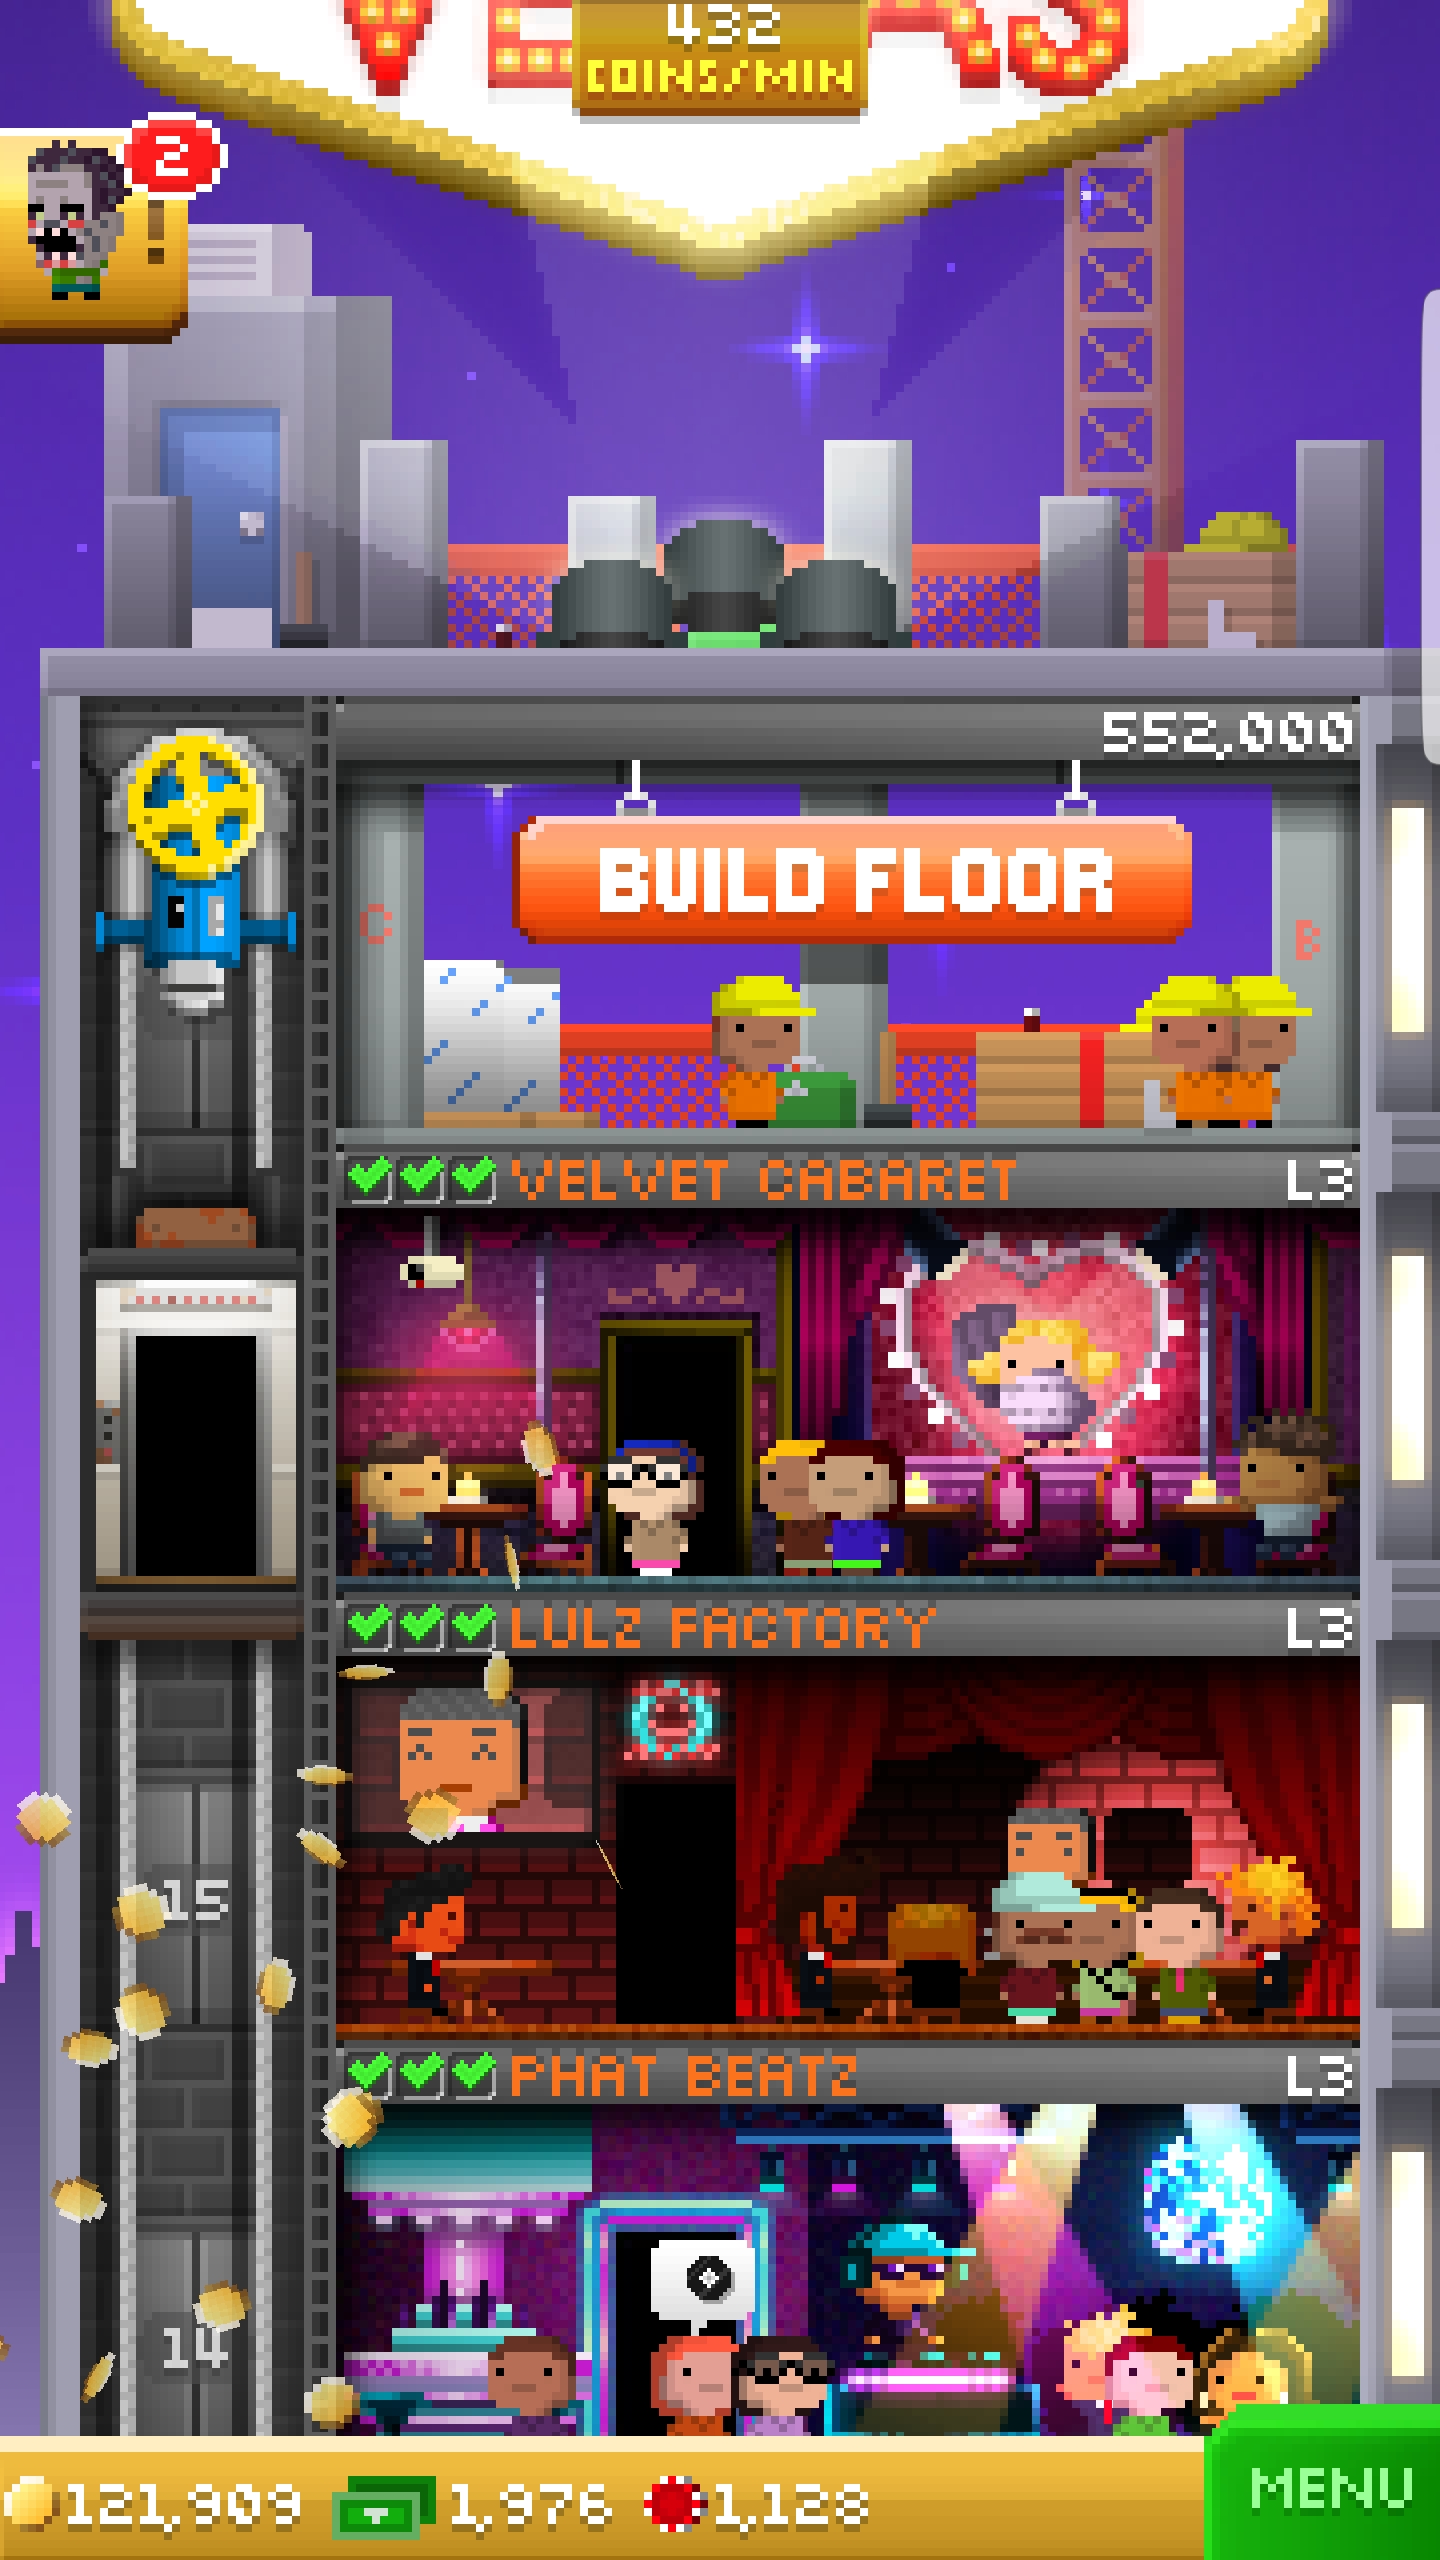 432
COINS/MIN
2
!
552,000
BUILD FLOOR
C
B
VELVET CABARET L3
LULZ FACTORY L3
15
PHAT BEATZ L3
14
121,909 1,976 1,128
MENU